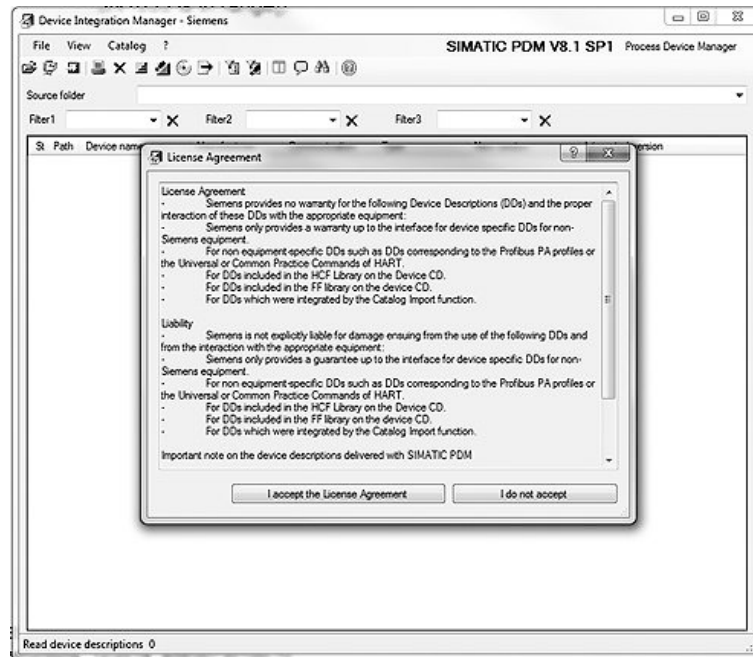 Device Integration Manager - Siemens
File View Catalog ?
SIMATIC PDM V8.1 SP1 Process Device Manager
Source folder
Filter1 Filter2 Filter3
St Path Device name
License Agreement
License Agreement
- Siemens provides no warranty for the following Device Descriptions (DDs) and the proper
interaction of these DDs with the appropriate equipment:
- Siemens only provides a warranty up to the interface for device specific DDs for non-
Siemens equipment.
- For non equipment-specific DDs such as DDs corresponding to the Profibus PA profiles or
the Universal or Common Practice Commands of HART.
- For DDs included in the HCF Library on the Device CD.
- For DDs included in the FF library on the device CD.
- For DDs which were integrated by the Catalog Import function.
Liability
- Siemens is not explicitly liable for damage ensuing from the use of the following DDs and
from the interaction with the appropriate equipment:
- Siemens only provides a guarantee up to the interface for device specific DDs for non-
Siemens equipment.
- For non equipment-specific DDs such as DDs corresponding to the Profibus PA profiles or
the Universal or Common Practice Commands of HART.
- For DDs included in the HCF Library on the Device CD.
- For DDs included in the FF library on the device CD.
- For DDs which were integrated by the Catalog Import function.
Important note on the device descriptions delivered with SIMATIC PDM
I accept the License Agreement I do not accept
Read device descriptions 0